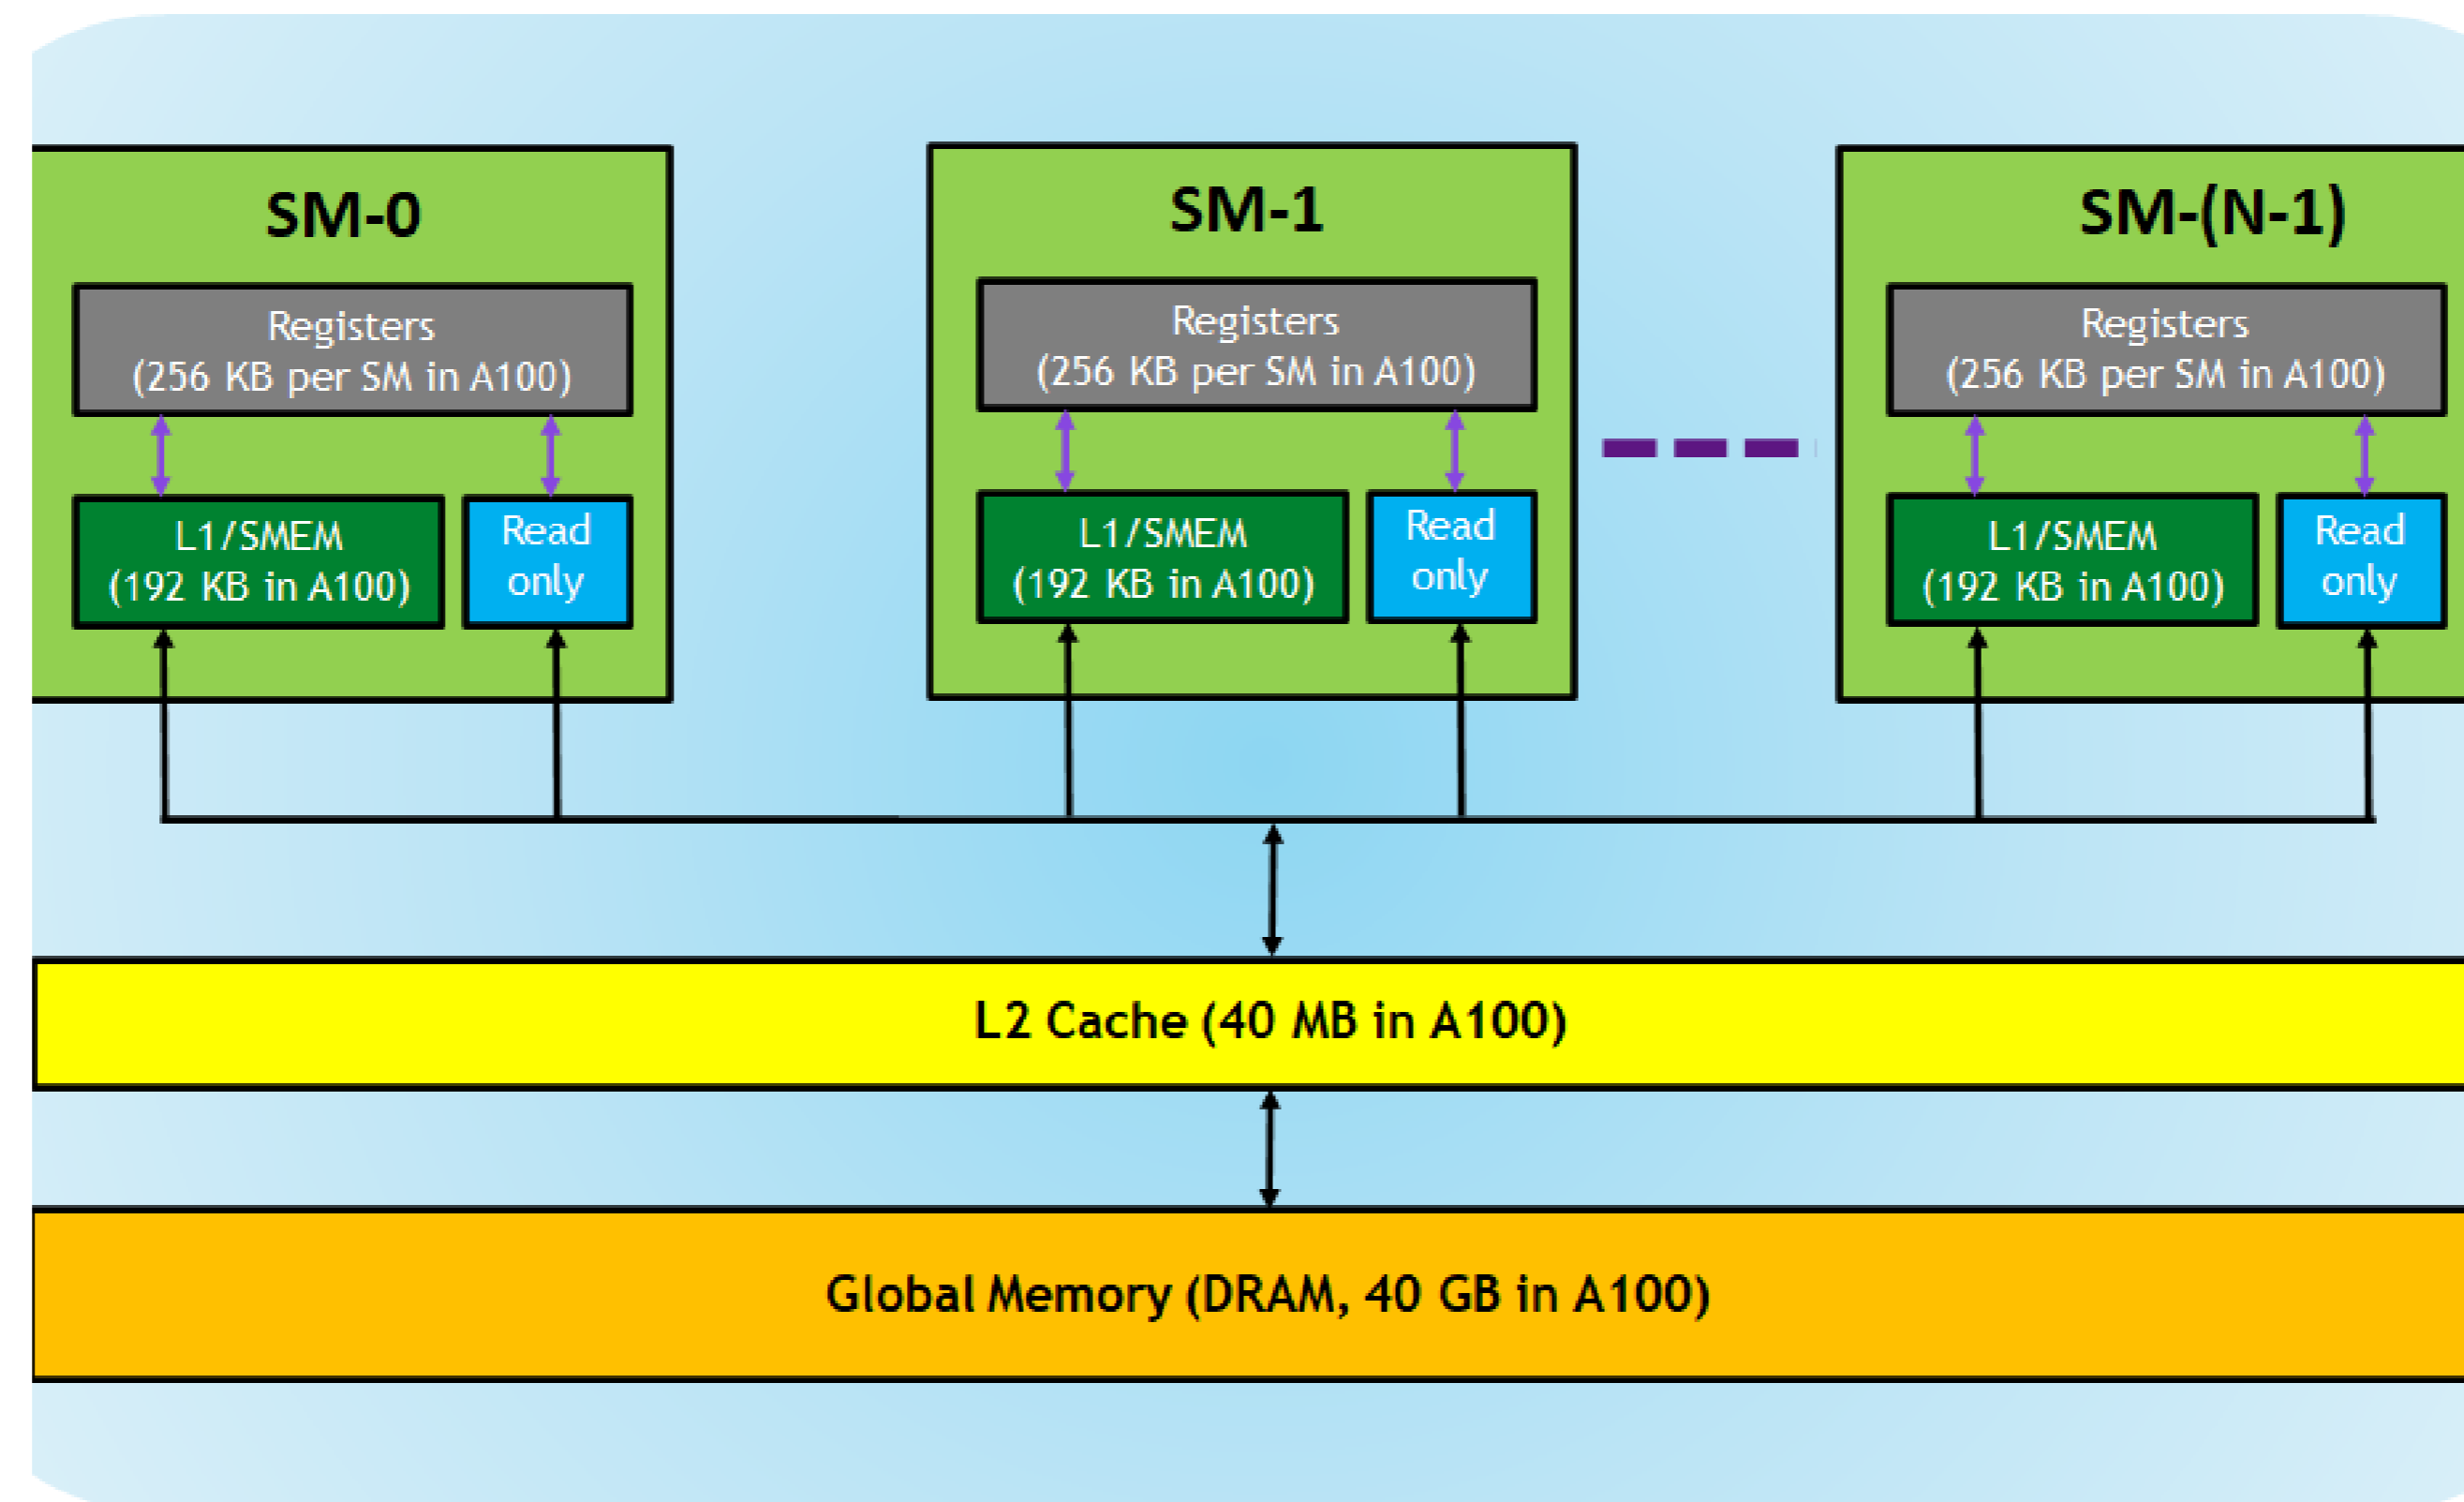 SM-0
Registers
(256 KB per SM in A100)
L1/SMEM
(192 KB in A100)
Read
only
SM-1
Registers
(256 KB per SM in A100)
L1/SMEM
(192 KB in A100)
Read
only
SM-(N-1)
Registers
(256 KB per SM in A100)
L1/SMEM
(192 KB in A100)
Read
only
L2 Cache (40 MB in A100)
Global Memory (DRAM, 40 GB in A100)